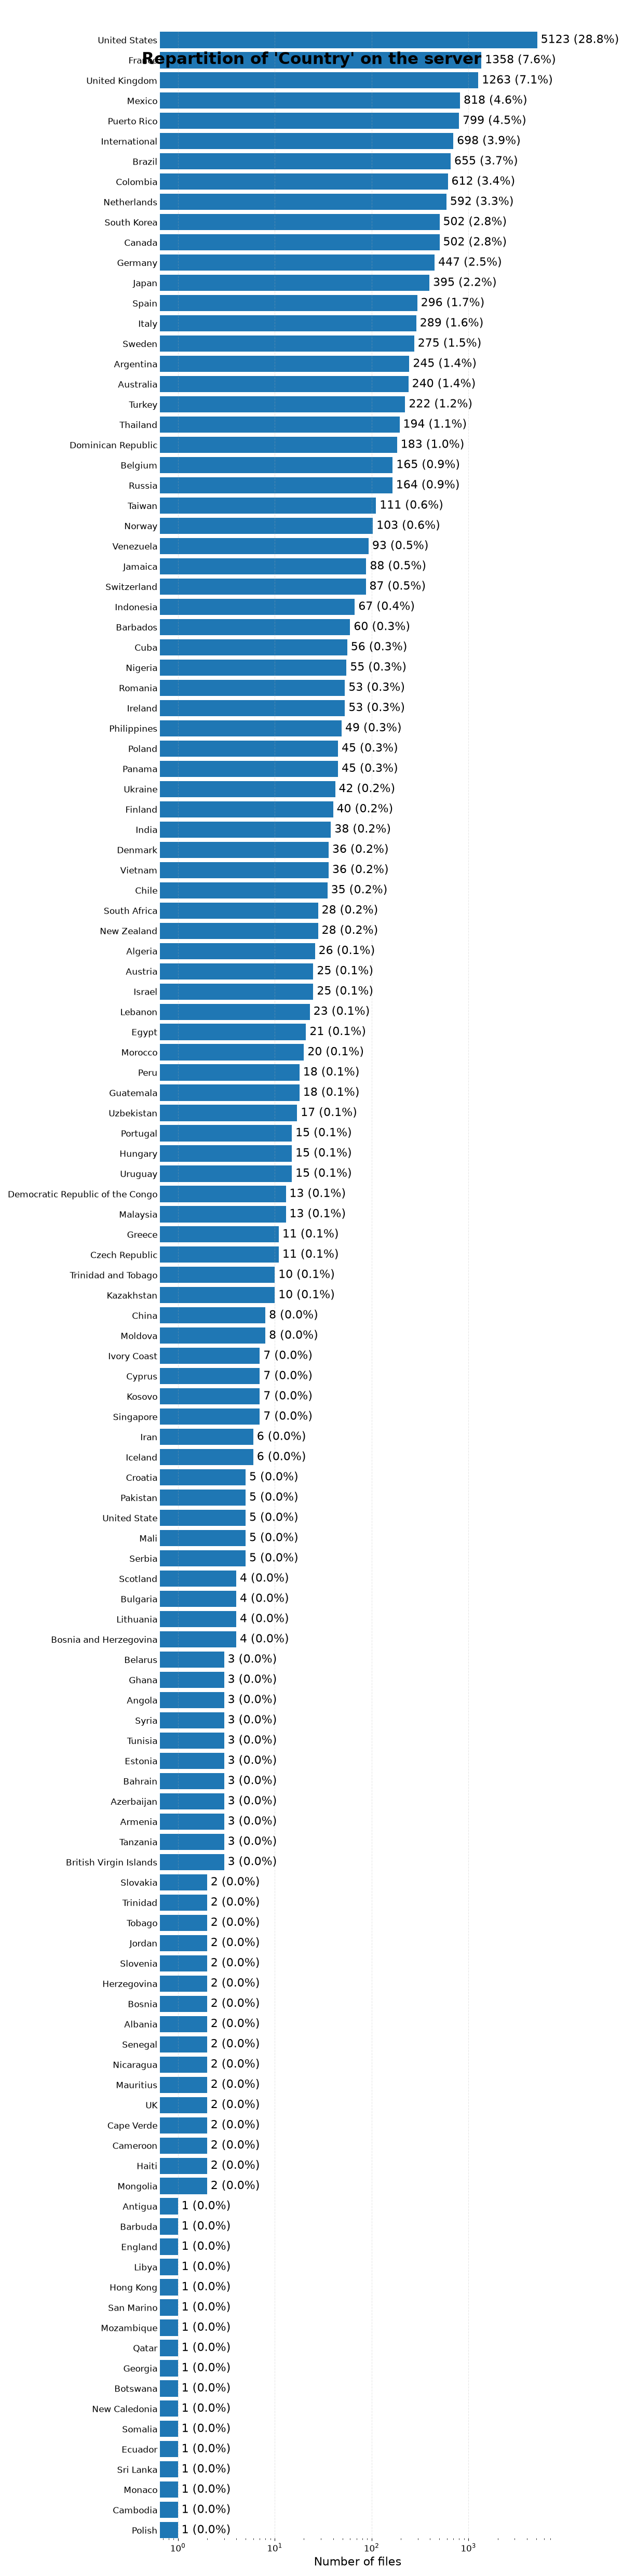 United States 5123 (28.8%)
Repartition of 'Country' on the server
France 1358 (7.6%)
United Kingdom 1263 (7.1%)
Mexico 818 (4.6%)
Puerto Rico 799 (4.5%)
International 698 (3.9%)
Brazil 655 (3.7%)
Colombia 612 (3.4%)
Netherlands 592 (3.3%)
South Korea 502 (2.8%)
Canada 502 (2.8%)
Germany 447 (2.5%)
Japan 395 (2.2%)
Spain 296 (1.7%)
Italy 289 (1.6%)
Sweden 275 (1.5%)
Argentina 245 (1.4%)
Australia 240 (1.4%)
Turkey 222 (1.2%)
Thailand 194 (1.1%)
Dominican Republic 183 (1.0%)
Belgium 165 (0.9%)
Russia 164 (0.9%)
Taiwan 111 (0.6%)
Norway 103 (0.6%)
Venezuela 93 (0.5%)
Jamaica 88 (0.5%)
Switzerland 87 (0.5%)
Indonesia 67 (0.4%)
Barbados 60 (0.3%)
Cuba 56 (0.3%)
Nigeria 55 (0.3%)
Romania 53 (0.3%)
Ireland 53 (0.3%)
Philippines 49 (0.3%)
Poland 45 (0.3%)
Panama 45 (0.3%)
Ukraine 42 (0.2%)
Finland 40 (0.2%)
India 38 (0.2%)
Denmark 36 (0.2%)
Vietnam 36 (0.2%)
Chile 35 (0.2%)
South Africa 28 (0.2%)
New Zealand 28 (0.2%)
Algeria 26 (0.1%)
Austria 25 (0.1%)
Israel 25 (0.1%)
Lebanon 23 (0.1%)
Egypt 21 (0.1%)
Morocco 20 (0.1%)
Peru 18 (0.1%)
Guatemala 18 (0.1%)
Uzbekistan 17 (0.1%)
Portugal 15 (0.1%)
Hungary 15 (0.1%)
Uruguay 15 (0.1%)
Democratic Republic of the Congo 13 (0.1%)
Malaysia 13 (0.1%)
Greece 11 (0.1%)
Czech Republic 11 (0.1%)
Trinidad and Tobago 10 (0.1%)
Kazakhstan 10 (0.1%)
China 8 (0.0%)
Moldova 8 (0.0%)
Ivory Coast 7 (0.0%)
Cyprus 7 (0.0%)
Kosovo 7 (0.0%)
Singapore 7 (0.0%)
Iran 6 (0.0%)
Iceland 6 (0.0%)
Croatia 5 (0.0%)
Pakistan 5 (0.0%)
United State 5 (0.0%)
Mali 5 (0.0%)
Serbia 5 (0.0%)
Scotland 4 (0.0%)
Bulgaria 4 (0.0%)
Lithuania 4 (0.0%)
Bosnia and Herzegovina 4 (0.0%)
Belarus 3 (0.0%)
Ghana 3 (0.0%)
Angola 3 (0.0%)
Syria 3 (0.0%)
Tunisia 3 (0.0%)
Estonia 3 (0.0%)
Bahrain 3 (0.0%)
Azerbaijan 3 (0.0%)
Armenia 3 (0.0%)
Tanzania 3 (0.0%)
British Virgin Islands 3 (0.0%)
Slovakia 2 (0.0%)
Trinidad 2 (0.0%)
Tobago 2 (0.0%)
Jordan 2 (0.0%)
Slovenia 2 (0.0%)
Herzegovina 2 (0.0%)
Bosnia 2 (0.0%)
Albania 2 (0.0%)
Senegal 2 (0.0%)
Nicaragua 2 (0.0%)
Mauritius 2 (0.0%)
UK 2 (0.0%)
Cape Verde 2 (0.0%)
Cameroon 2 (0.0%)
Haiti 2 (0.0%)
Mongolia 2 (0.0%)
Antigua 1 (0.0%)
Barbuda 1 (0.0%)
England 1 (0.0%)
Libya 1 (0.0%)
Hong Kong 1 (0.0%)
San Marino 1 (0.0%)
Mozambique 1 (0.0%)
Qatar 1 (0.0%)
Georgia 1 (0.0%)
Botswana 1 (0.0%)
New Caledonia 1 (0.0%)
Somalia 1 (0.0%)
Ecuador 1 (0.0%)
Sri Lanka 1 (0.0%)
Monaco 1 (0.0%)
Cambodia 1 (0.0%)
Polish 1 (0.0%)
10⁰ 10¹ 10² 10³
Number of files